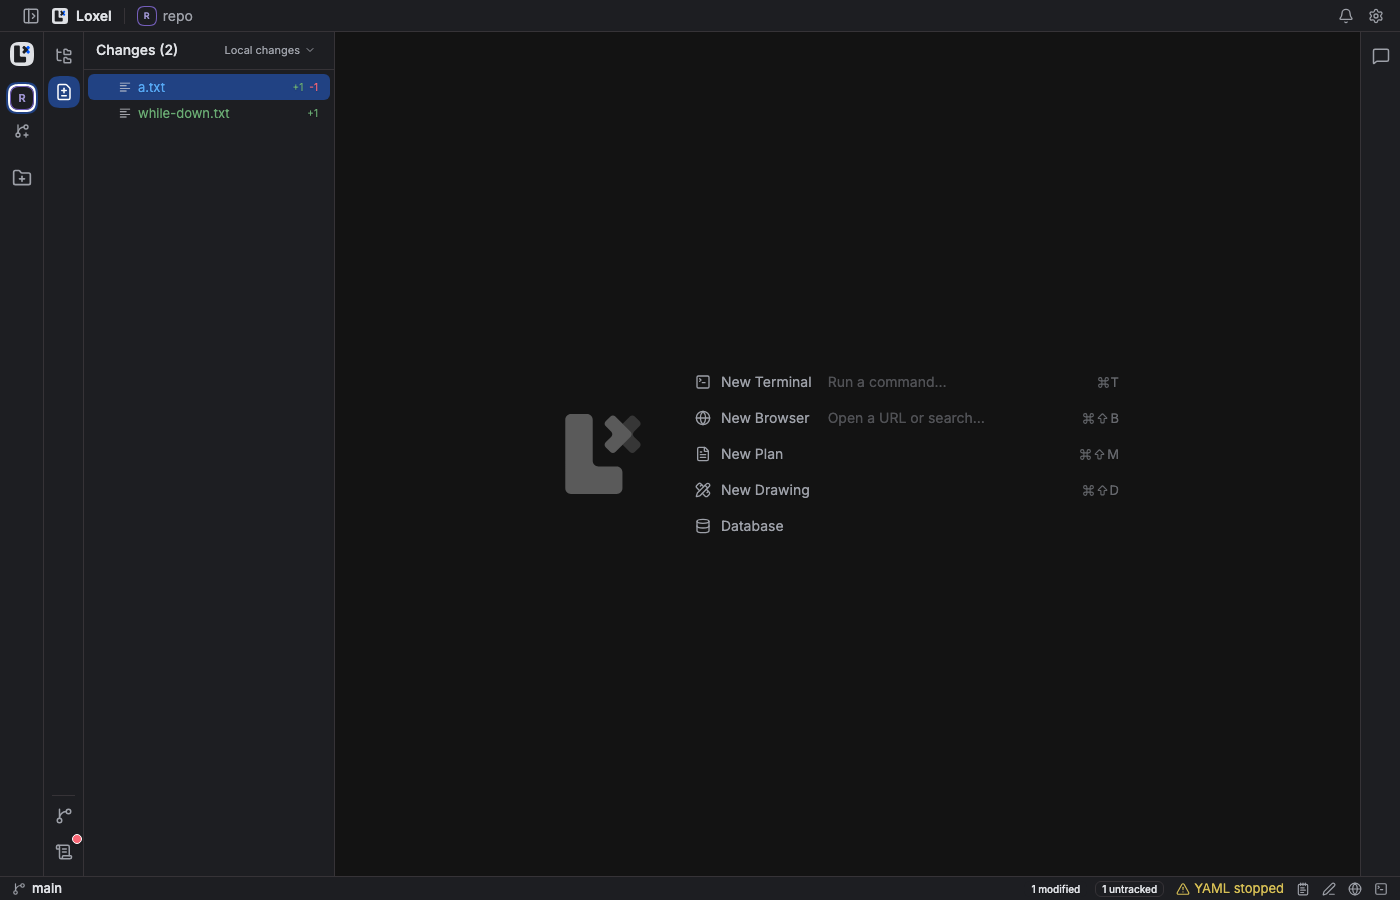 Loxel R repo
Changes (2) Local changes
R
a.txt +1 -1
while-down.txt +1
New Terminal Run a command... ⌘T
New Browser Open a URL or search... ⌘⇧B
New Plan ⌘⇧M
New Drawing ⌘⇧D
Database
main 1 modified 1 untracked YAML stopped